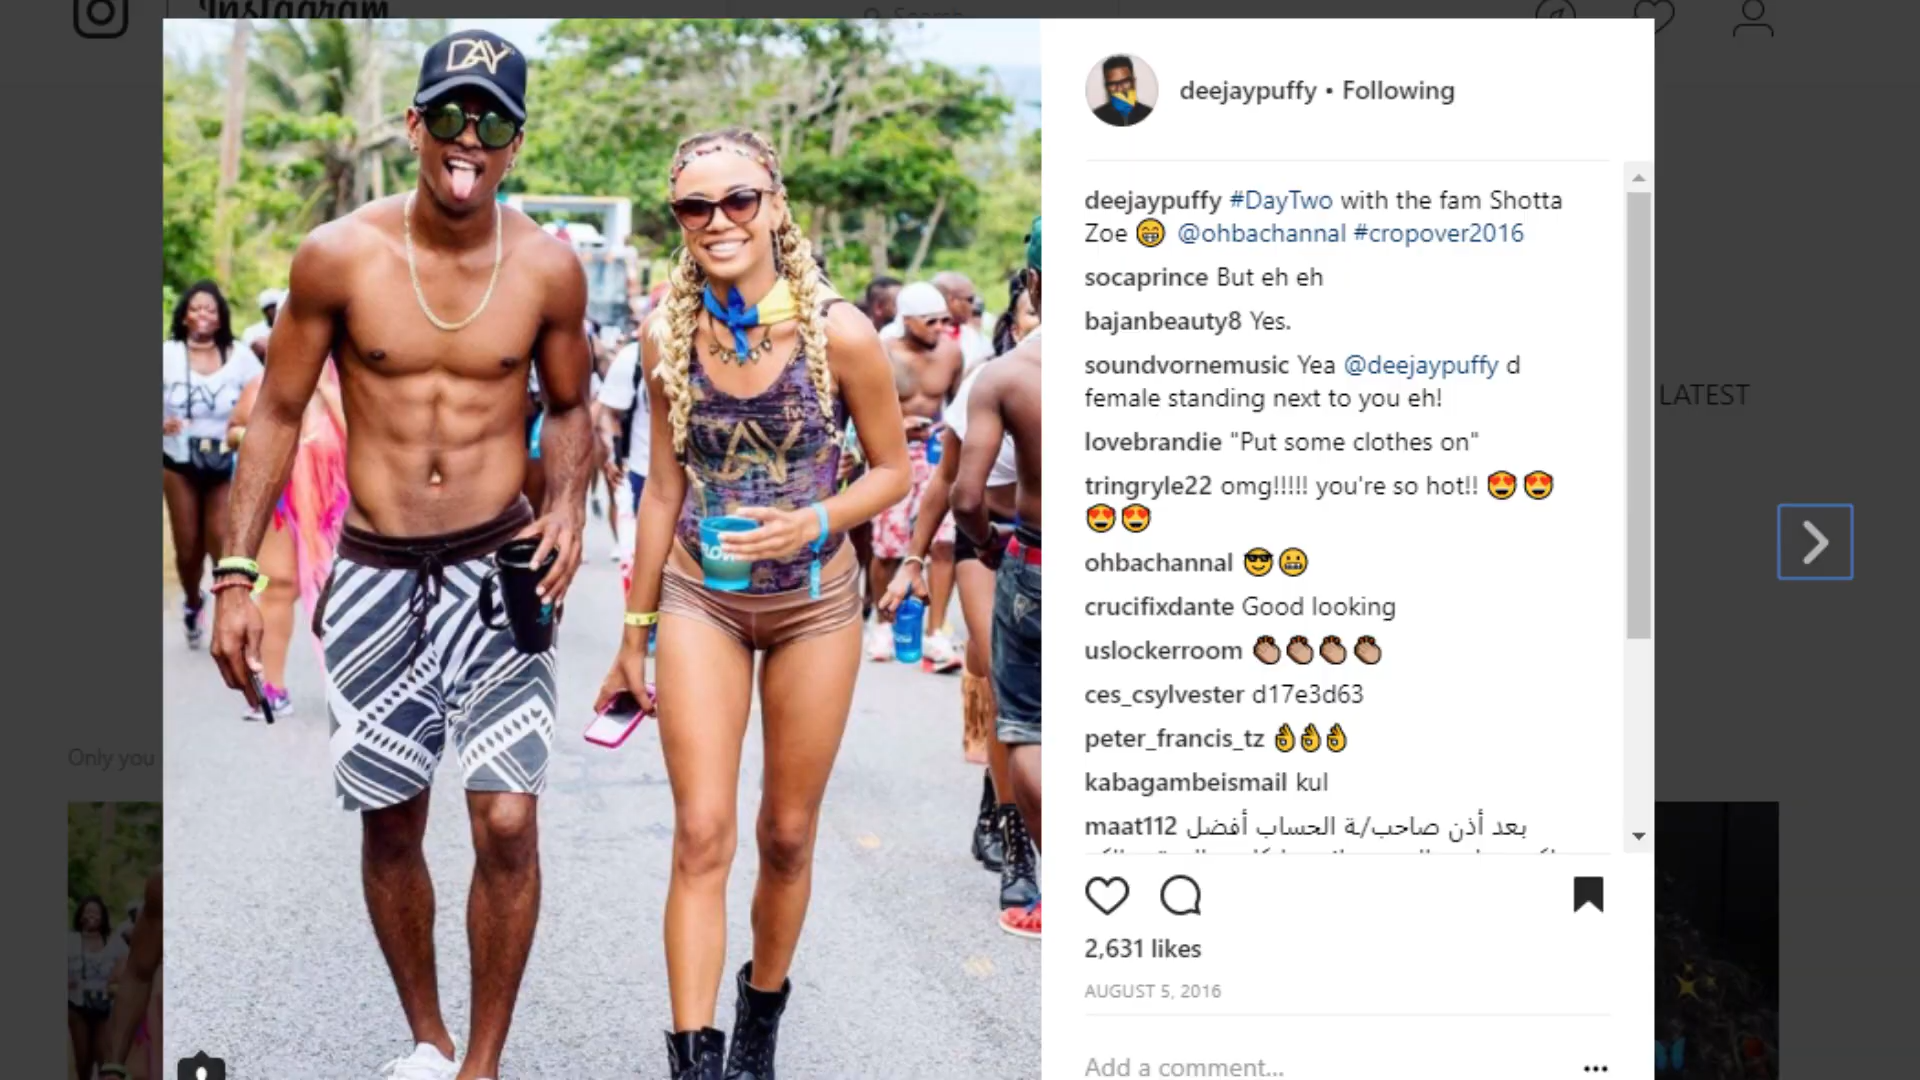 Instagram
Search
DAY
DAY
deejaypuffy • Following
deejaypuffy #DayTwo with the fam Shotta
Zoe 😁 @ohbachannal #cropover2016
socaprince But eh eh
bajanbeauty8 Yes.
soundvornemusic Yea @deejaypuffy d
female standing next to you eh!
lovebrandie "Put some clothes on"
tringryle22 omg!!!!! you're so hot!! 😍😍
😍😍
ohbachannal 😎😬
crucifixdante Good looking
uslockerroom 👏🏽👏🏽👏🏽👏🏽
ces_csylvester d17e3d63
peter_francis_tz 👌👌👌
kabagambeismail kul
maat112 بعد أذن صاحب/ـة الحساب أفضل
LATEST
Only you
2,631 likes
AUGUST 5, 2016
Add a comment...